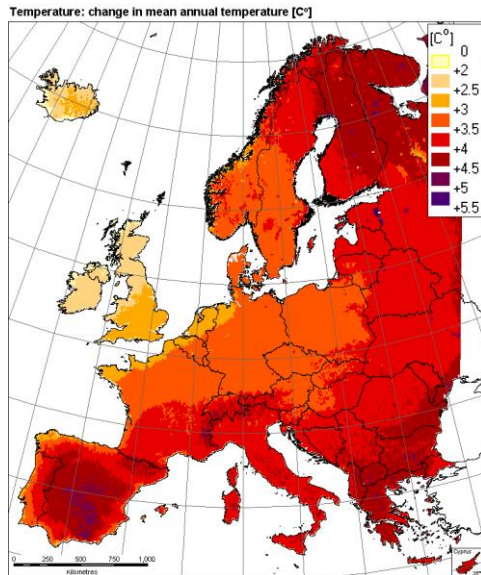 Temperature: change in mean annual temperature [Cº]
[C°]
0
+2
+2.5
+3
+3.5
+4
+4.5
+5
+5.5
Cyprus
0 250 500 750 1,000
Kilometres